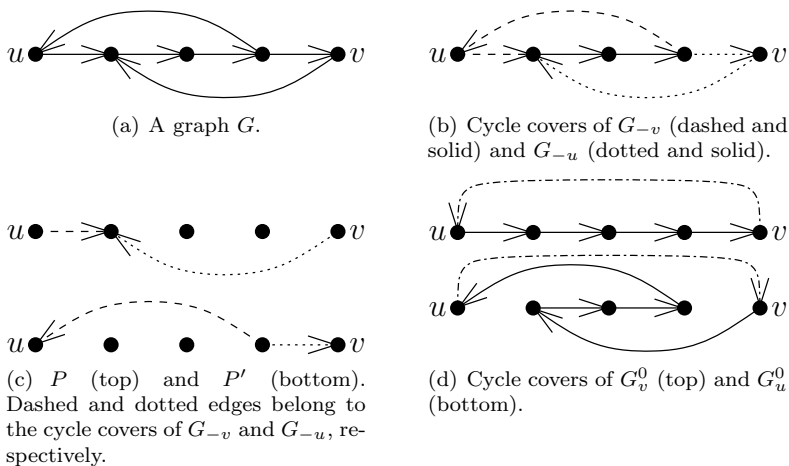 u v
(a) A graph G.
u v
(b) Cycle covers of G₋ᵥ (dashed and
solid) and G₋ᵤ (dotted and solid).
u v
u v
(c) P (top) and P′ (bottom).
Dashed and dotted edges belong to
the cycle covers of G₋ᵥ and G₋ᵤ, re-
spectively.
u v
u v
(d) Cycle covers of G⁰ᵥ (top) and G⁰ᵤ
(bottom).